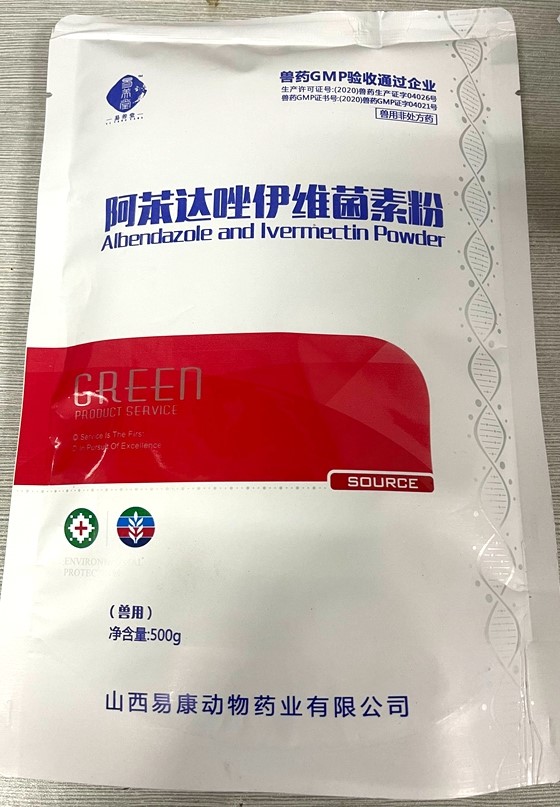 兽药GMP验收通过企业
生产许可证号:(2020)兽药生产证字04026号
兽药GMP证书号:(2020)兽药GMP证字04021号
兽用非处方药
阿苯达唑伊维菌素粉
Albendazole and Ivermectin Powder
GREEN
PRODUCT SERVICE
Service Is The First
In Pursuit Of Excellence
SOURCE
(兽用)
净含量:500g
山西易康动物药业有限公司